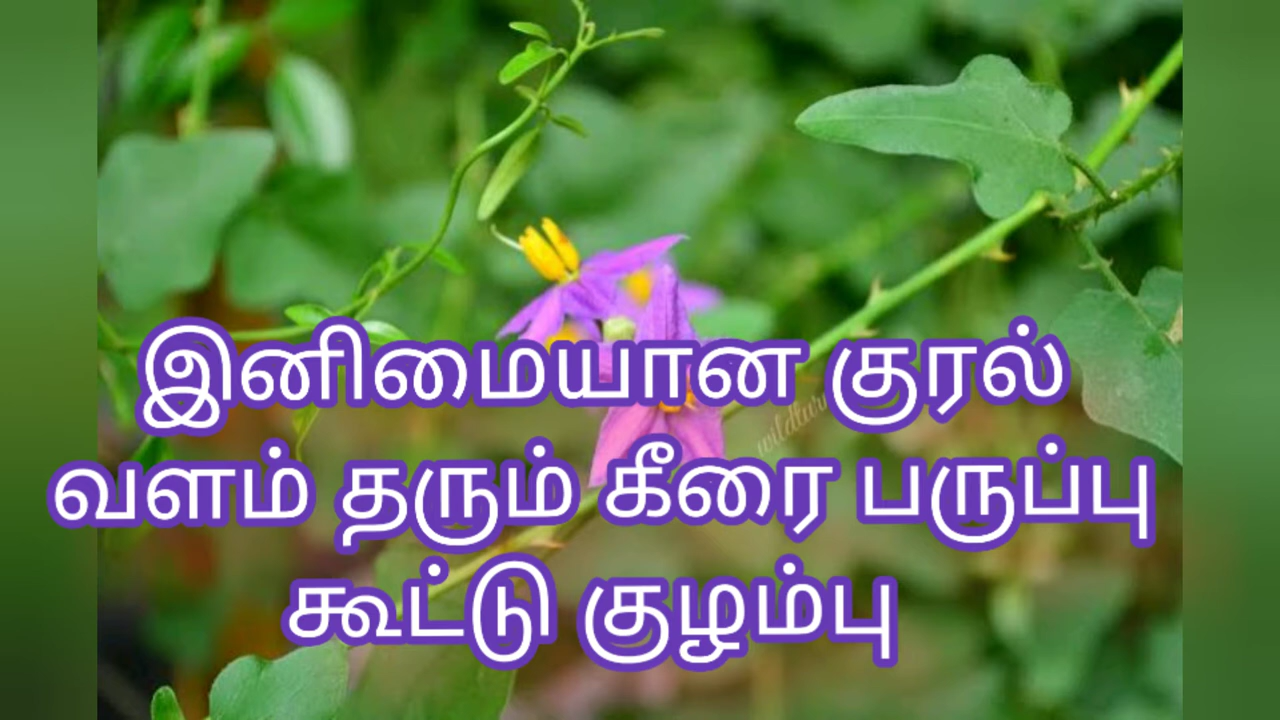 இனிமையான குரல்
வளம் தரும் கீரை பருப்பு
கூட்டு குழம்பு